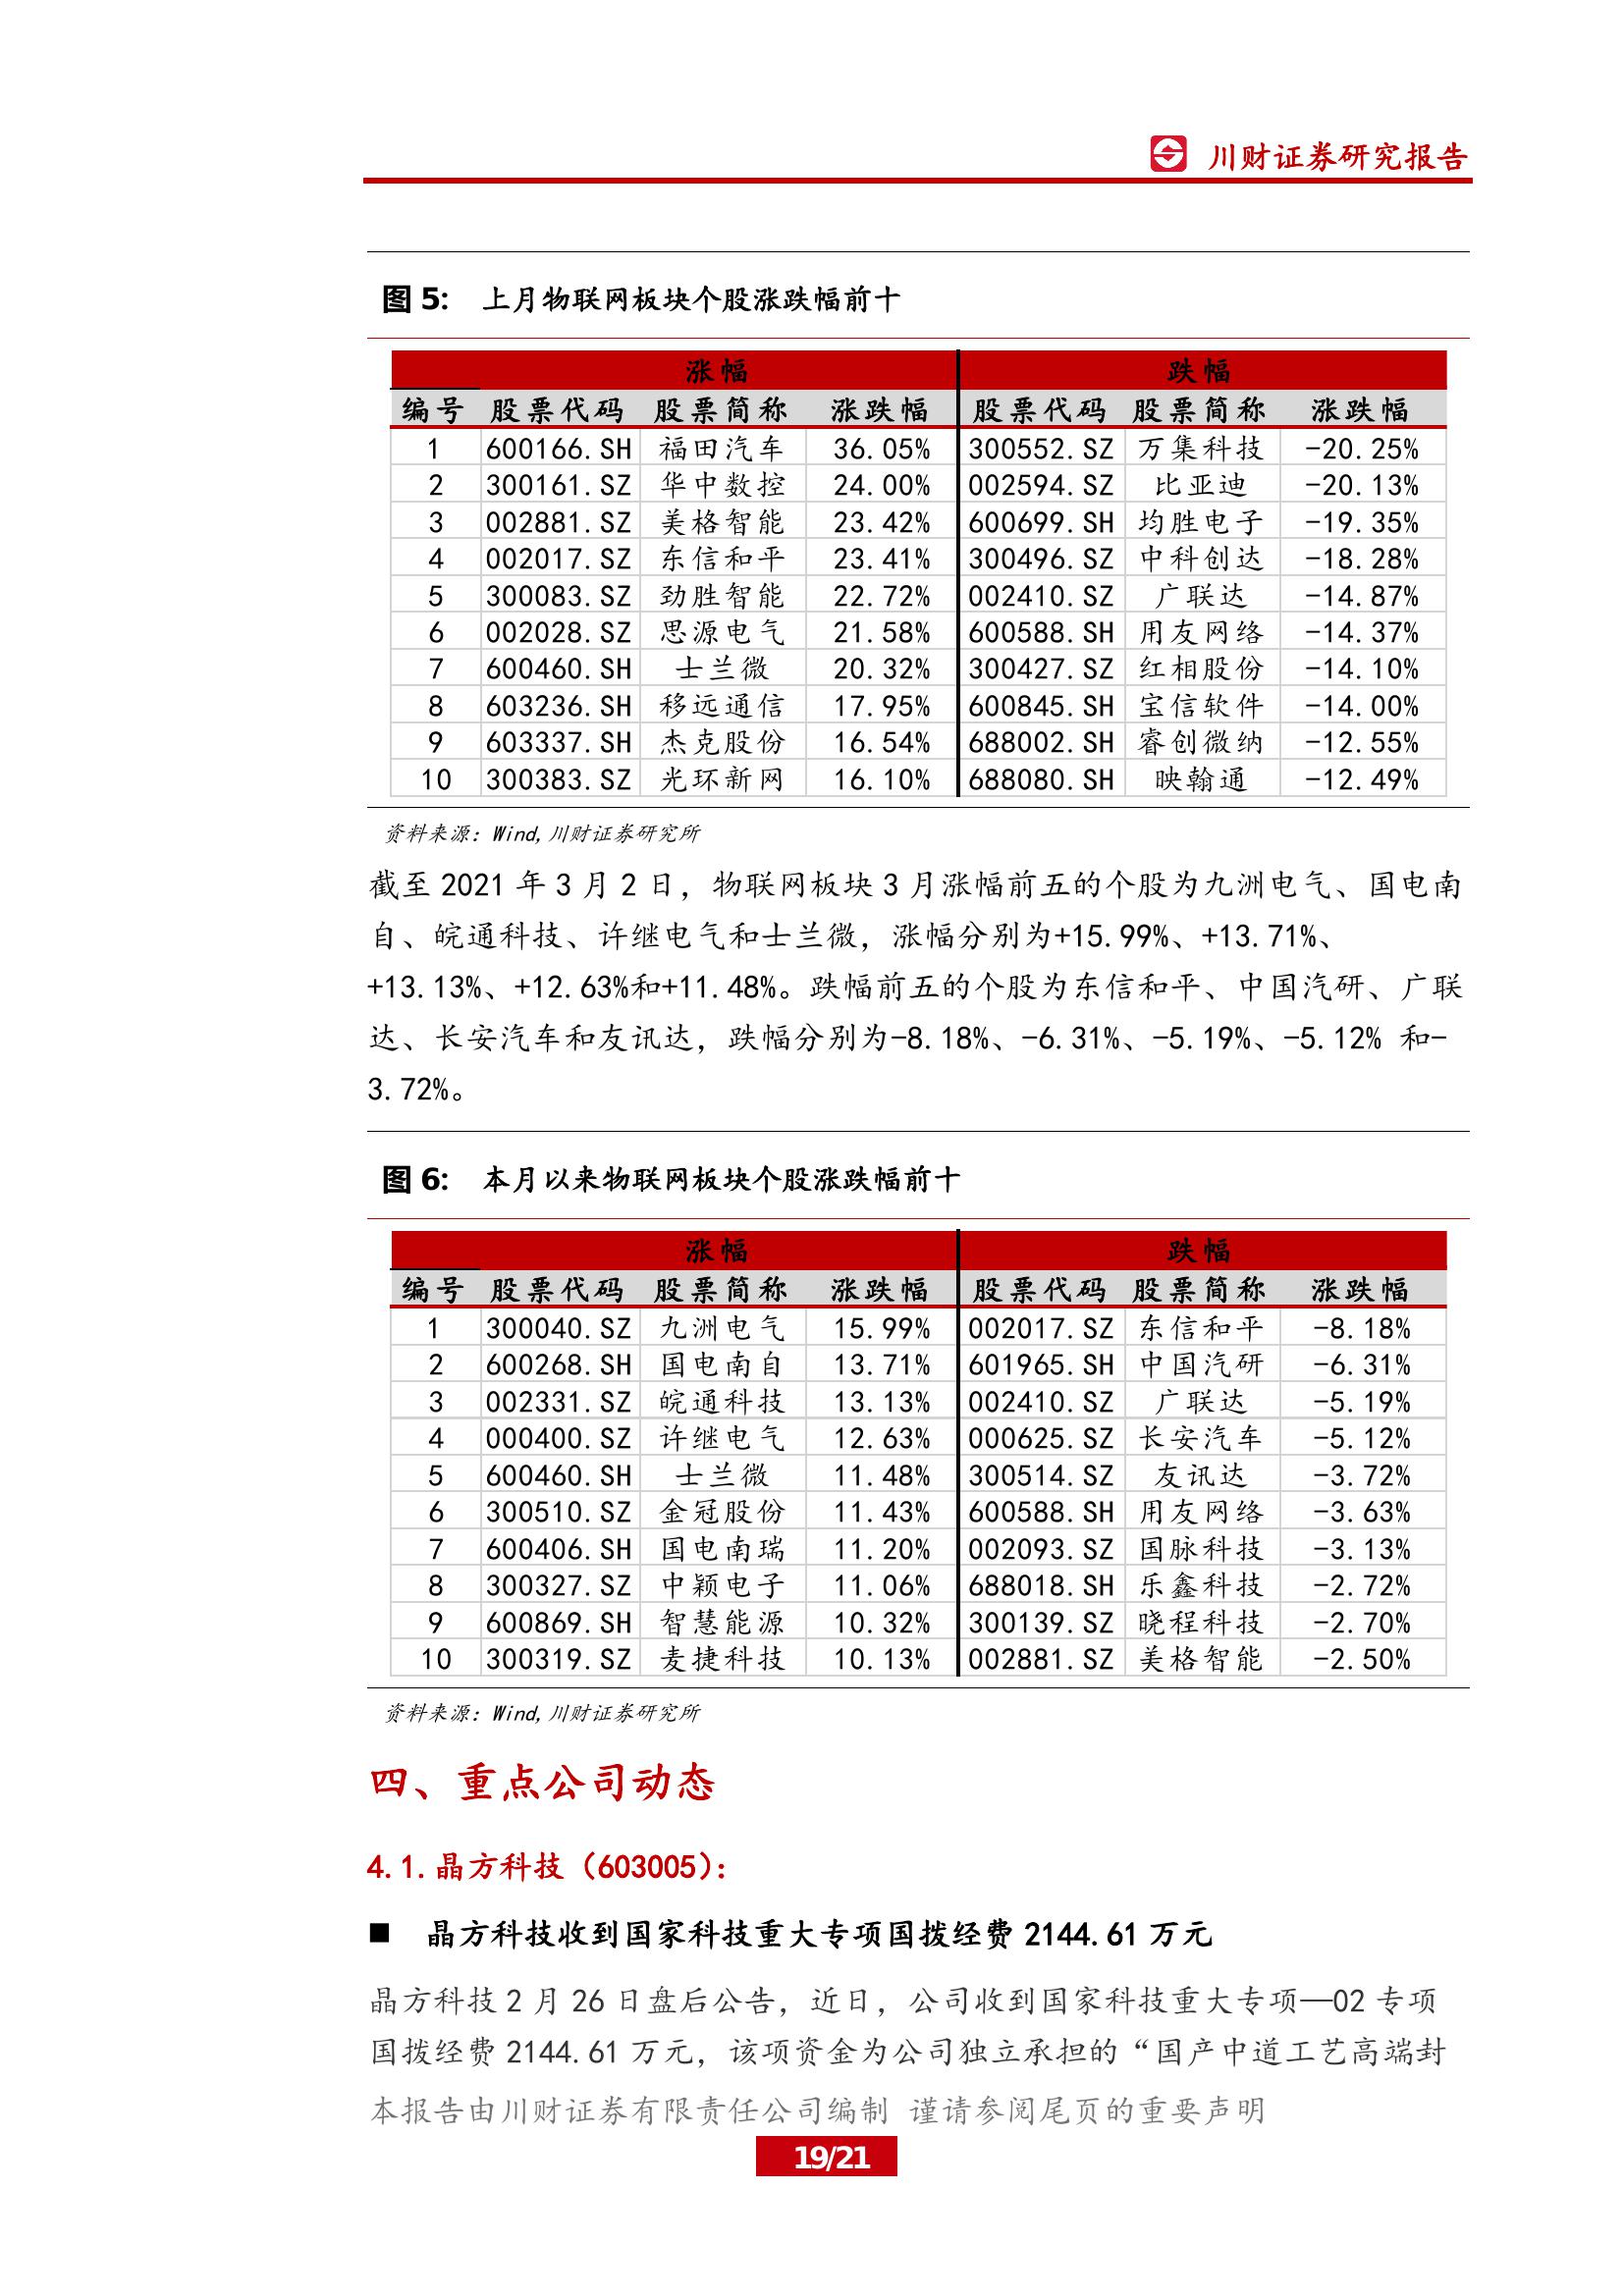 川财证券研究报告
图 5: 上月物联网板块个股涨跌幅前十
涨幅 跌幅
编号 股票代码 股票简称 涨跌幅 股票代码 股票简称 涨跌幅
1 600166.SH 福田汽车 36.05% 300552.SZ 万集科技 -20.25%
2 300161.SZ 华中数控 24.00% 002594.SZ 比亚迪 -20.13%
3 002881.SZ 美格智能 23.42% 600699.SH 均胜电子 -19.35%
4 002017.SZ 东信和平 23.41% 300496.SZ 中科创达 -18.28%
5 300083.SZ 劲胜智能 22.72% 002410.SZ 广联达 -14.87%
6 002028.SZ 思源电气 21.58% 600588.SH 用友网络 -14.37%
7 600460.SH 士兰微 20.32% 300427.SZ 红相股份 -14.10%
8 603236.SH 移远通信 17.95% 600845.SH 宝信软件 -14.00%
9 603337.SH 杰克股份 16.54% 688002.SH 睿创微纳 -12.55%
10 300383.SZ 光环新网 16.10% 688080.SH 映翰通 -12.49%
资料来源：Wind,川财证券研究所
截至 2021 年 3 月 2 日，物联网板块 3 月涨幅前五的个股为九洲电气、国电南
自、皖通科技、许继电气和士兰微，涨幅分别为+15.99%、+13.71%、
+13.13%、+12.63%和+11.48%。跌幅前五的个股为东信和平、中国汽研、广联
达、长安汽车和友讯达，跌幅分别为-8.18%、-6.31%、-5.19%、-5.12% 和-
3.72%。
图 6: 本月以来物联网板块个股涨跌幅前十
涨幅 跌幅
编号 股票代码 股票简称 涨跌幅 股票代码 股票简称 涨跌幅
1 300040.SZ 九洲电气 15.99% 002017.SZ 东信和平 -8.18%
2 600268.SH 国电南自 13.71% 601965.SH 中国汽研 -6.31%
3 002331.SZ 皖通科技 13.13% 002410.SZ 广联达 -5.19%
4 000400.SZ 许继电气 12.63% 000625.SZ 长安汽车 -5.12%
5 600460.SH 士兰微 11.48% 300514.SZ 友讯达 -3.72%
6 300510.SZ 金冠股份 11.43% 600588.SH 用友网络 -3.63%
7 600406.SH 国电南瑞 11.20% 002093.SZ 国脉科技 -3.13%
8 300327.SZ 中颖电子 11.06% 688018.SH 乐鑫科技 -2.72%
9 600869.SH 智慧能源 10.32% 300139.SZ 晓程科技 -2.70%
10 300319.SZ 麦捷科技 10.13% 002881.SZ 美格智能 -2.50%
资料来源：Wind,川财证券研究所
四、重点公司动态
4.1.晶方科技（603005）：
■ 晶方科技收到国家科技重大专项国拨经费 2144.61 万元
晶方科技 2 月 26 日盘后公告，近日，公司收到国家科技重大专项—02 专项
国拨经费 2144.61 万元，该项资金为公司独立承担的“国产中道工艺高端封
本报告由川财证券有限责任公司编制 谨请参阅尾页的重要声明
19/21